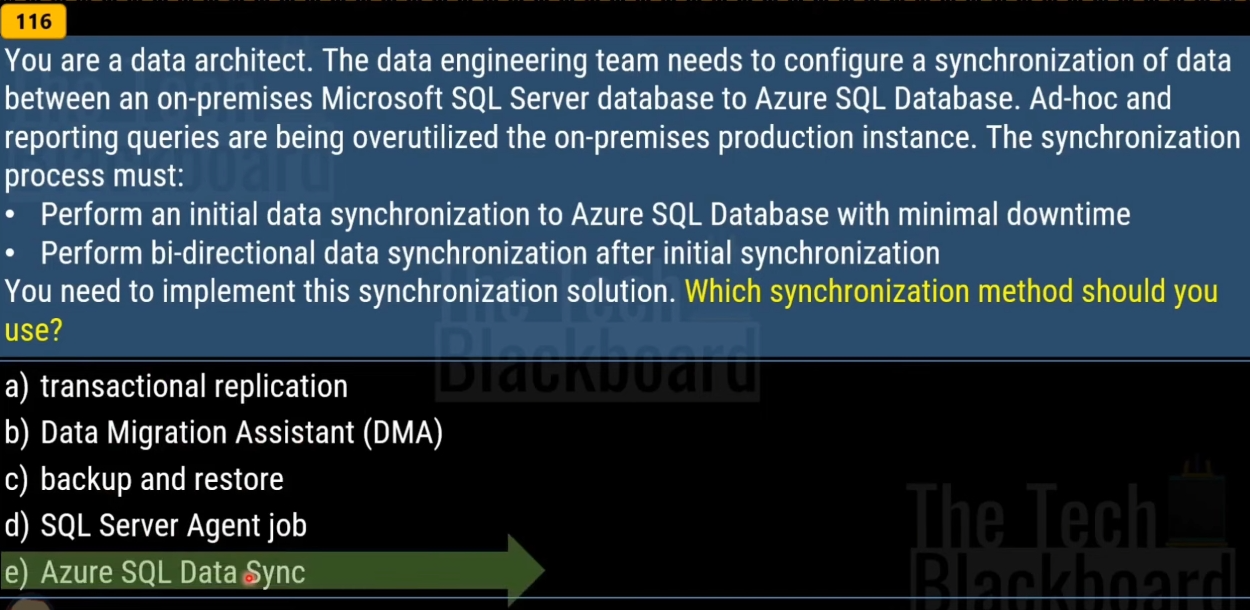 116
You are a data architect. The data engineering team needs to configure a synchronization of data
between an on-premises Microsoft SQL Server database to Azure SQL Database. Ad-hoc and
reporting queries are being overutilized the on-premises production instance. The synchronization
process must:
• Perform an initial data synchronization to Azure SQL Database with minimal downtime
• Perform bi-directional data synchronization after initial synchronization
You need to implement this synchronization solution. Which synchronization method should you
use?
The Tech
Blackboard
a) transactional replication
b) Data Migration Assistant (DMA)
c) backup and restore
d) SQL Server Agent job
e) Azure SQL Data Sync
The Tech
Blackboard